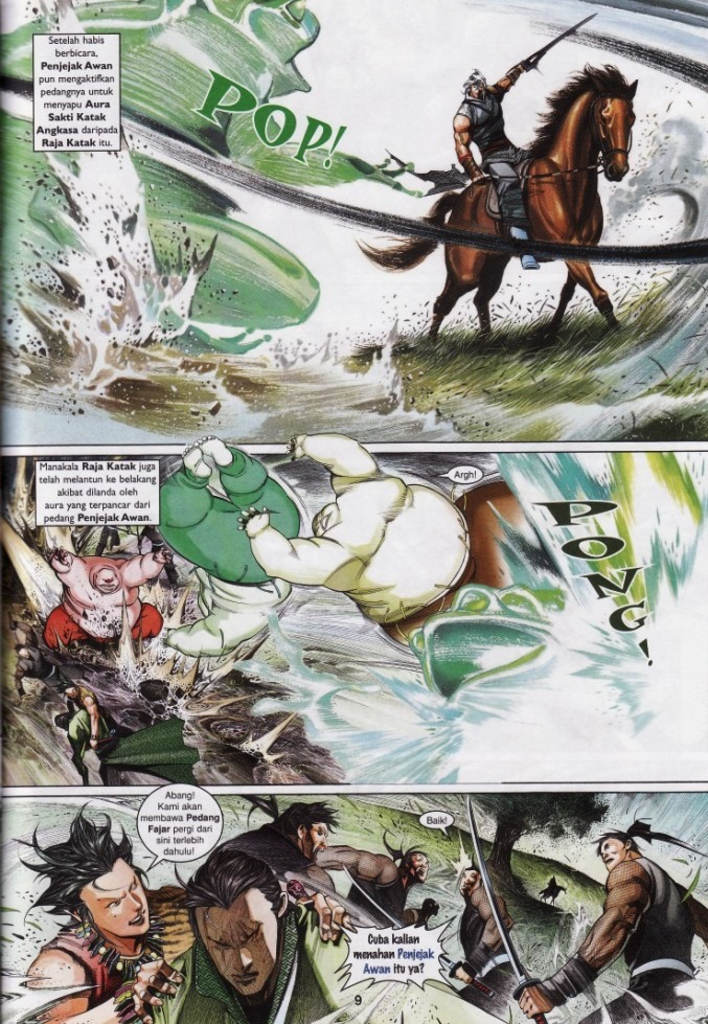 Setelah habis
berbicara,
Penjejak Awan
pun mengaktifkan
pedangnya untuk
menyapu Aura
Sakti Katak
Angkasa daripada
Raja Katak itu.
POP!
Manakala Raja Katak juga
telah melantun ke belakang
akibat dilanda oleh
aura yang terpancar dari
pedang Penjejak Awan.
Argh!
PONG!
Abang!
Kami akan
membawa Pedang
Fajar pergi dari
sini terlebih
dahulu!
Baik!
Cuba kalian
menahan Penjejak
Awan itu ya?
9